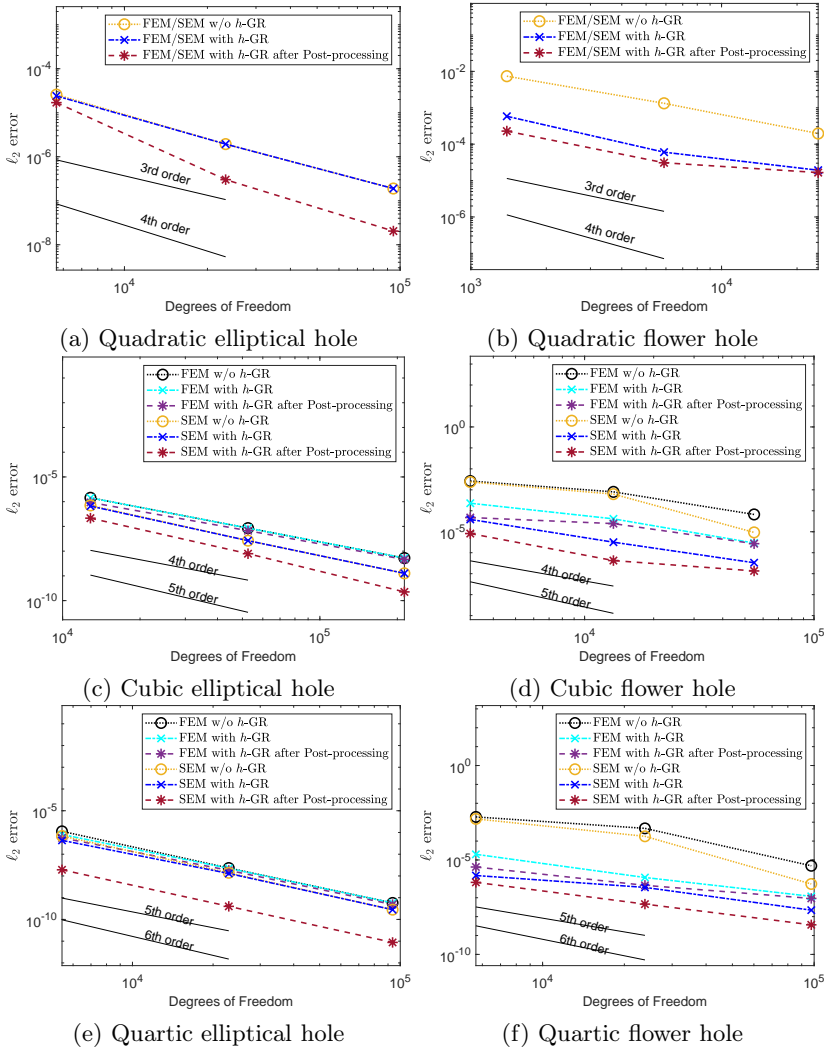 FEM/SEM w/o h-GR
FEM/SEM with h-GR
FEM/SEM with h-GR after Post-processing
10^-4
10^-6
10^-8
ℓ2 error
3rd order
4th order
10^4
10^5
Degrees of Freedom
(a) Quadratic elliptical hole
FEM/SEM w/o h-GR
FEM/SEM with h-GR
FEM/SEM with h-GR after Post-processing
10^-2
10^-4
10^-6
ℓ2 error
3rd order
4th order
10^3
10^4
Degrees of Freedom
(b) Quadratic flower hole
FEM w/o h-GR
FEM with h-GR
FEM with h-GR after Post-processing
SEM w/o h-GR
SEM with h-GR
SEM with h-GR after Post-processing
10^-5
10^-10
ℓ2 error
4th order
5th order
10^4
10^5
Degrees of Freedom
(c) Cubic elliptical hole
FEM w/o h-GR
FEM with h-GR
FEM with h-GR after Post-processing
SEM w/o h-GR
SEM with h-GR
SEM with h-GR after Post-processing
10^0
10^-5
ℓ2 error
4th order
5th order
10^4
10^5
Degrees of Freedom
(d) Cubic flower hole
FEM w/o h-GR
FEM with h-GR
FEM with h-GR after Post-processing
SEM w/o h-GR
SEM with h-GR
SEM with h-GR after Post-processing
10^-5
10^-10
ℓ2 error
5th order
6th order
10^4
10^5
Degrees of Freedom
(e) Quartic elliptical hole
FEM w/o h-GR
FEM with h-GR
FEM with h-GR after Post-processing
SEM w/o h-GR
SEM with h-GR
SEM with h-GR after Post-processing
10^0
10^-5
10^-10
ℓ2 error
5th order
6th order
10^4
10^5
Degrees of Freedom
(f) Quartic flower hole